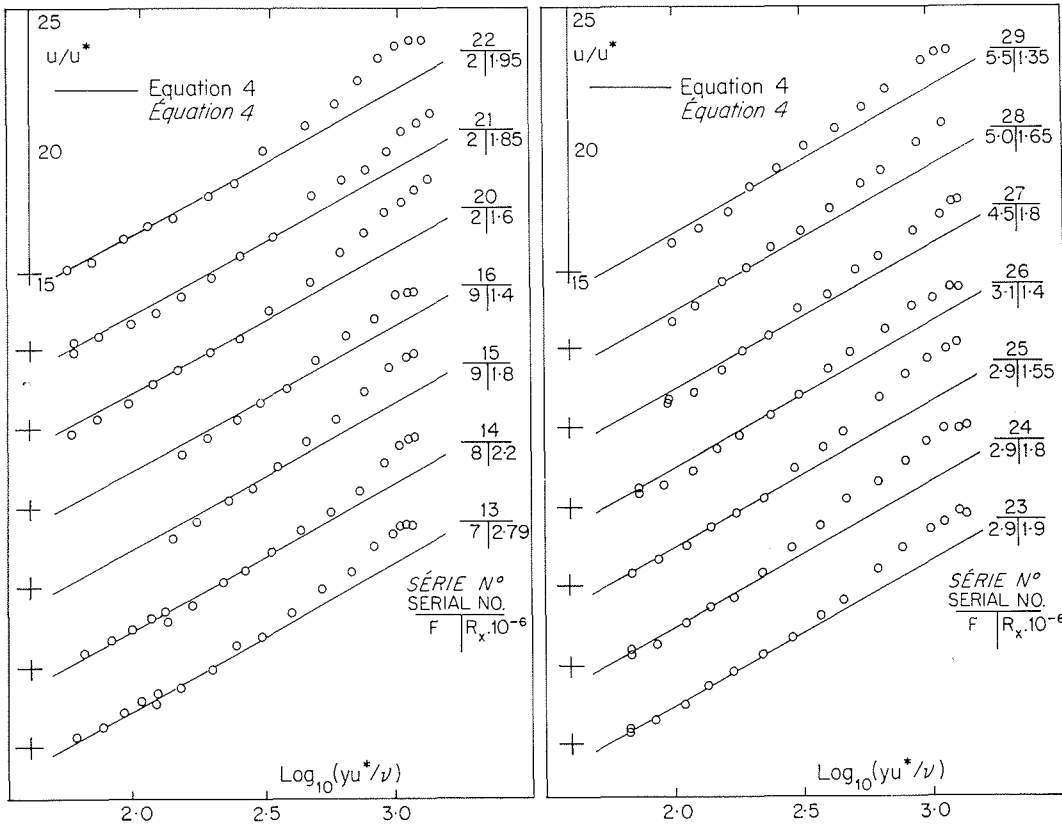 25
u/u*
Equation 4
Équation 4
20
15
22
2|1·95
21
2|1·85
20
2|1·6
16
9|1·4
15
9|1·8
14
8|2·2
13
7|2·79
SÉRIE Nº
SERIAL NO.
F|Rₓ.10⁻⁶
Log₁₀(yu*/ν)
2·0 2·5 3·0
25
u/u*
Equation 4
Équation 4
20
15
29
5·5|1·35
28
5·0|1·65
27
4·5|1·8
26
3·1|1·4
25
2·9|1·55
24
2·9|1·8
23
2·9|1·9
SÉRIE Nº
SERIAL NO.
F|Rₓ.10⁻⁶
Log₁₀(yu*/ν)
2·0 2·5 3·0